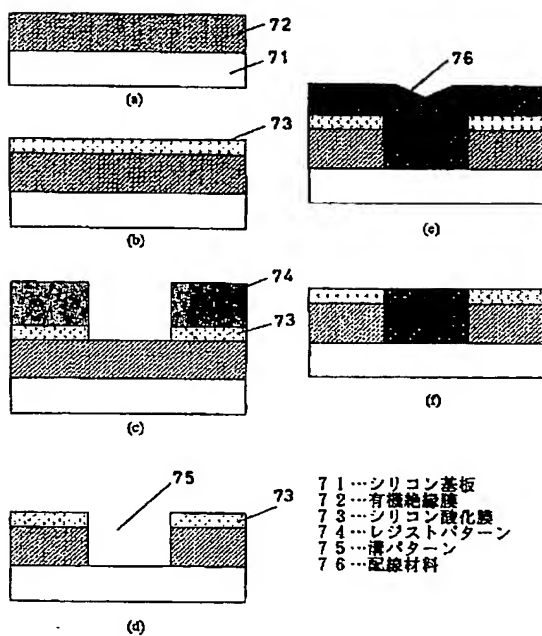 72
71
(a)
73
(b)
74
73
(c)
75
73
(d)
76
(e)
(f)
71…シリコン基板
72…有機絶縁膜
73…シリコン酸化膜
74…レジストパターン
75…溝パターン
76…配線材料